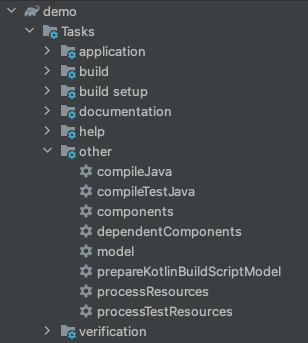 demo
Tasks
application
build
build setup
documentation
help
other
compileJava
compileTestJava
components
dependentComponents
model
prepareKotlinBuildScriptModel
processResources
processTestResources
verification